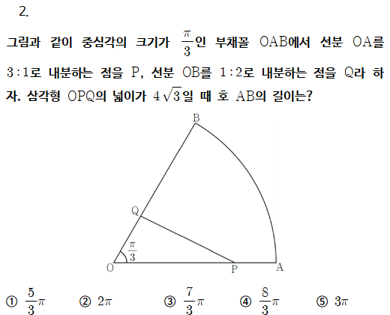 2.
그림과 같이 중심각의 크기가 $\frac{\pi}{3}$인 부채꼴 OAB에서 선분 OA를
3:1로 내분하는 점을 P, 선분 OB를 1:2로 내분하는 점을 Q라 하
자. 삼각형 OPQ의 넓이가 $4\sqrt{3}$일 때 호 AB의 길이는?
B
Q
$\frac{\pi}{3}$
O P A
① $\frac{5}{3}\pi$ ② $2\pi$ ③ $\frac{7}{3}\pi$ ④ $\frac{8}{3}\pi$ ⑤ $3\pi$